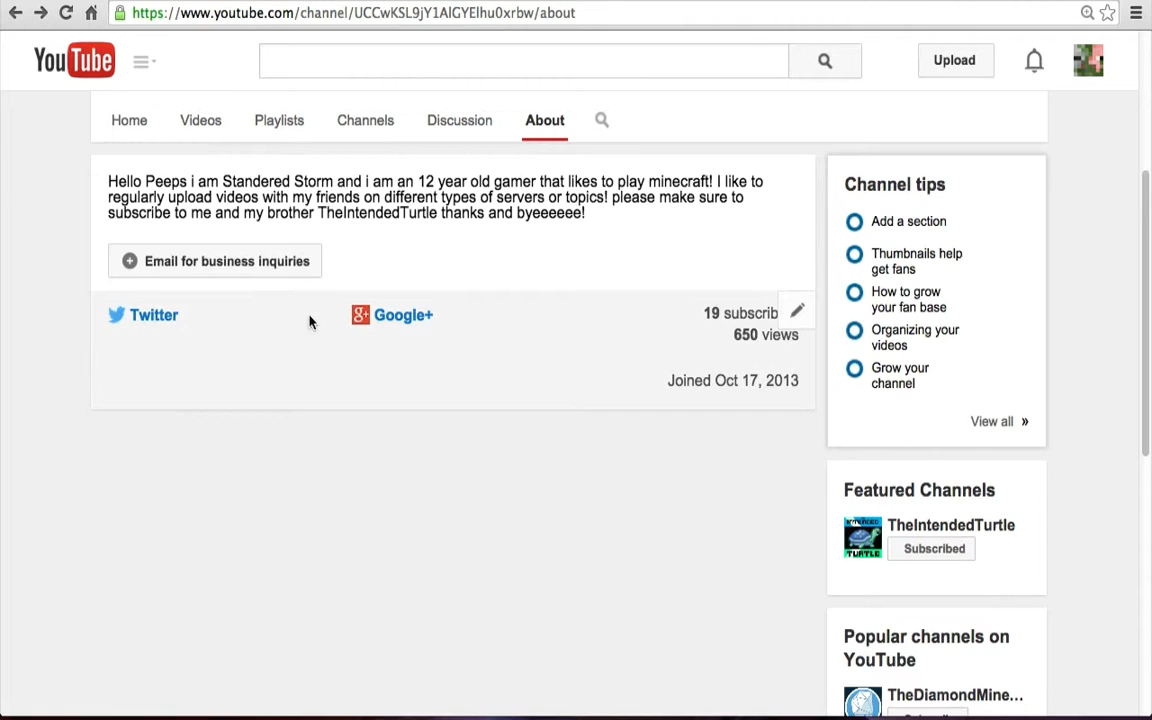 https://www.youtube.com/channel/UCCwKSL9jY1AlGYElhu0xrbw/about
YouTube
Upload
Home Videos Playlists Channels Discussion About
Hello Peeps i am Standered Storm and i am an 12 year old gamer that likes to play minecraft! I like to
regularly upload videos with my friends on different types of servers or topics! please make sure to
subscribe to me and my brother TheIntendedTurtle thanks and byeeeeee!
Email for business inquiries
Twitter
Google+
19 subscrib
650 views
Joined Oct 17, 2013
Channel tips
Add a section
Thumbnails help
get fans
How to grow
your fan base
Organizing your
videos
Grow your
channel
View all »
Featured Channels
INTENDED
TURTLE
TheIntendedTurtle
Subscribed
Popular channels on
YouTube
TheDiamondMine...